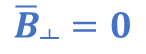 B̅⊥ = 0